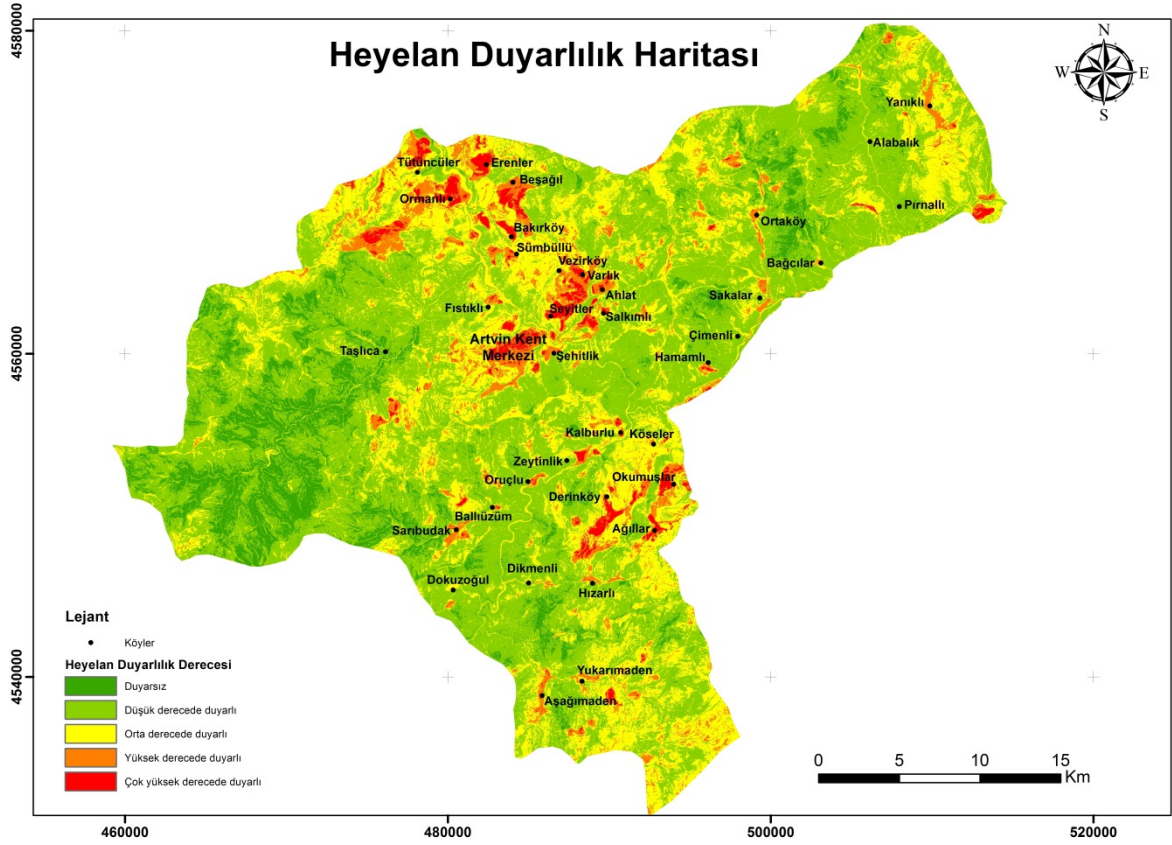 Heyelan Duyarlılık Haritası
N
W
E
S
4580000
4560000
4540000
460000
480000
500000
520000
Yanıklı
Alabalık
Pırnallı
Tütüncüler
Erenler
Beşağıl
Ormanlı
Ortaköy
Bakırköy
Sümbüllü
Vezirköy
Varlık
Bağcılar
Ahlat
Sakalar
Fıstıklı
Seyitler
Salkımlı
Artvin Kent
Merkezi
Çimenli
Taşlıca
Şehitlik
Hamamlı
Kalburlu
Köseler
Zeytinlik
Oruçlu
Okumuşlar
Derinköy
Ballıüzüm
Sarıbudak
Ağıllar
Dokuzoğul
Dikmenli
Hızarlı
Yukarımaden
Aşağımaden
Lejant
Köyler
Heyelan Duyarlılık Derecesi
Duyarsız
Düşük derecede duyarlı
Orta derecede duyarlı
Yüksek derecede duyarlı
Çok yüksek derecede duyarlı
0 5 10 15
Km